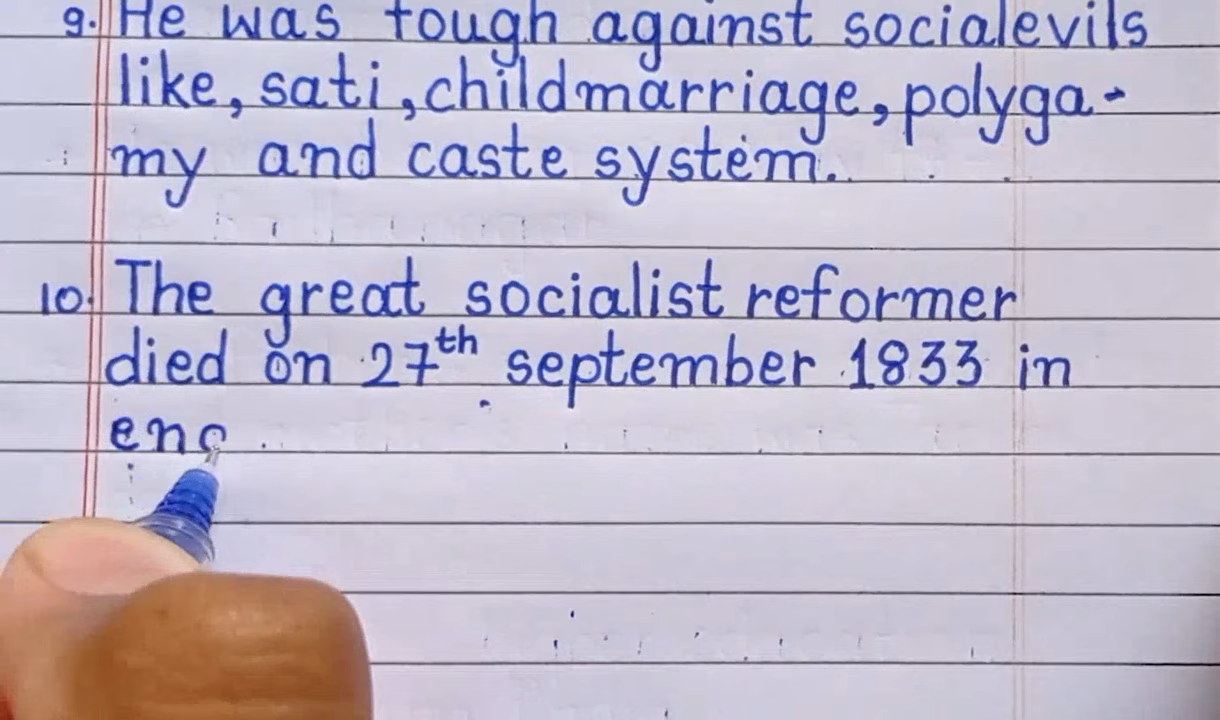 9. He was tough against socialevils
like, sati, childmarriage, polyga-
my and caste system.
10. The great socialist reformer
died on 27th september 1833 in